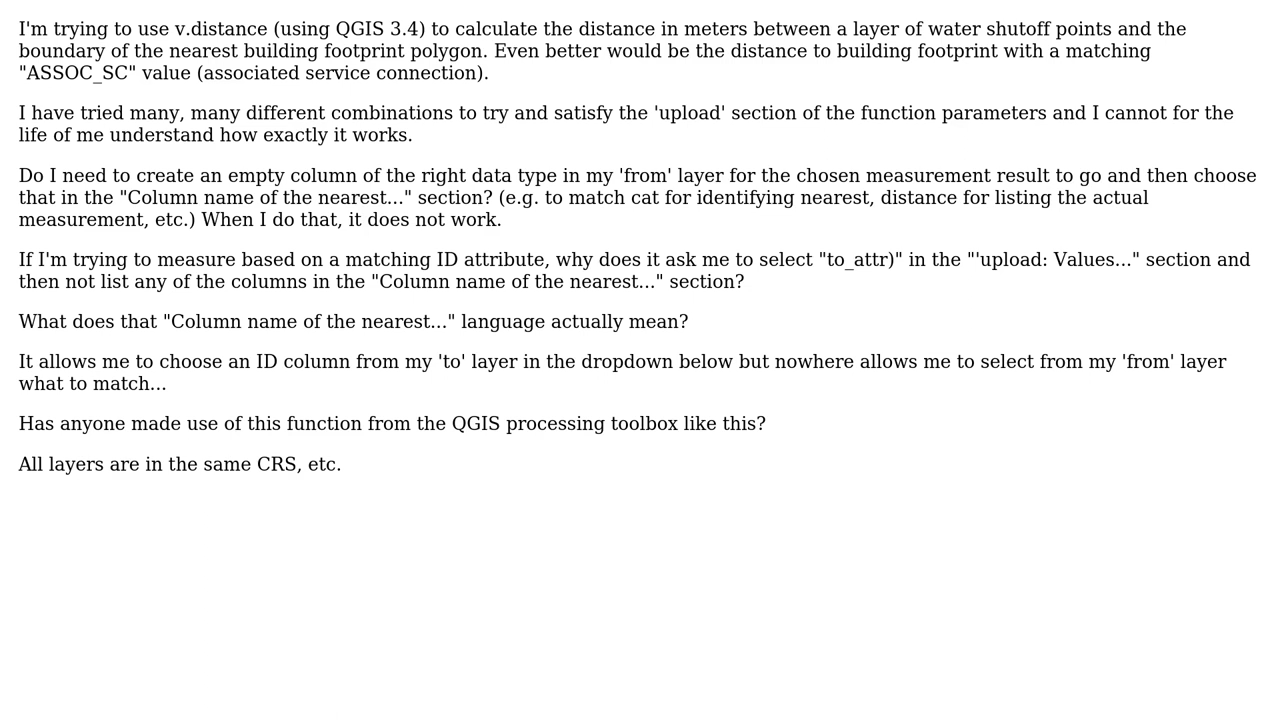 I'm trying to use v.distance (using QGIS 3.4) to calculate the distance in meters between a layer of water shutoff points and the
boundary of the nearest building footprint polygon. Even better would be the distance to building footprint with a matching
"ASSOC_SC" value (associated service connection).
I have tried many, many different combinations to try and satisfy the 'upload' section of the function parameters and I cannot for the
life of me understand how exactly it works.
Do I need to create an empty column of the right data type in my 'from' layer for the chosen measurement result to go and then choose
that in the "Column name of the nearest..." section? (e.g. to match cat for identifying nearest, distance for listing the actual
measurement, etc.) When I do that, it does not work.
If I'm trying to measure based on a matching ID attribute, why does it ask me to select "to_attr)" in the "'upload: Values..." section and
then not list any of the columns in the "Column name of the nearest..." section?
What does that "Column name of the nearest..." language actually mean?
It allows me to choose an ID column from my 'to' layer in the dropdown below but nowhere allows me to select from my 'from' layer
what to match...
Has anyone made use of this function from the QGIS processing toolbox like this?
All layers are in the same CRS, etc.